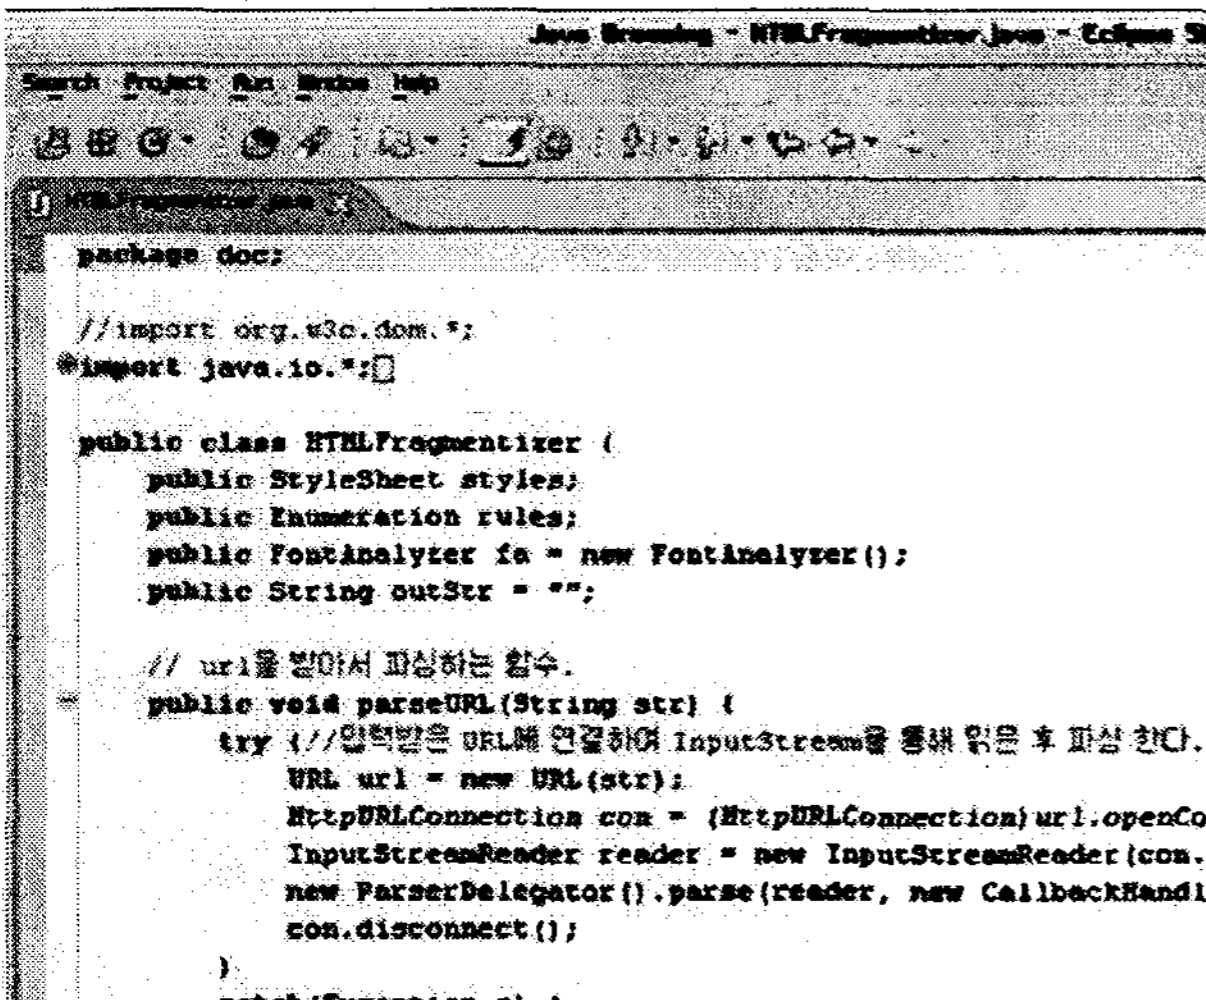 Java Browsing - HTMLFragmentizer.java - Eclipse
Search Project Run Window Help
HTMLFragmentizer.java
package doc;
//import org.w3c.dom.*;
import java.io.*;
public class HTMLFragmentizer {
public StyleSheet styles;
public Enumeration rules;
public FontAnalyzer fa = new FontAnalyzer();
public String outStr = "";
// url을 받아서 파싱하는 함수.
public void parseURL(String str) {
try {//입력받은 URL에 연결하여 InputStream을 통해 읽은 후 파싱 한다.
URL url = new URL(str);
HttpURLConnection con = (HttpURLConnection)url.openCo
InputStreamReader reader = new InputStreamReader(con.
new ParserDelegator().parse(reader, new CallbackHandl
con.disconnect();
}